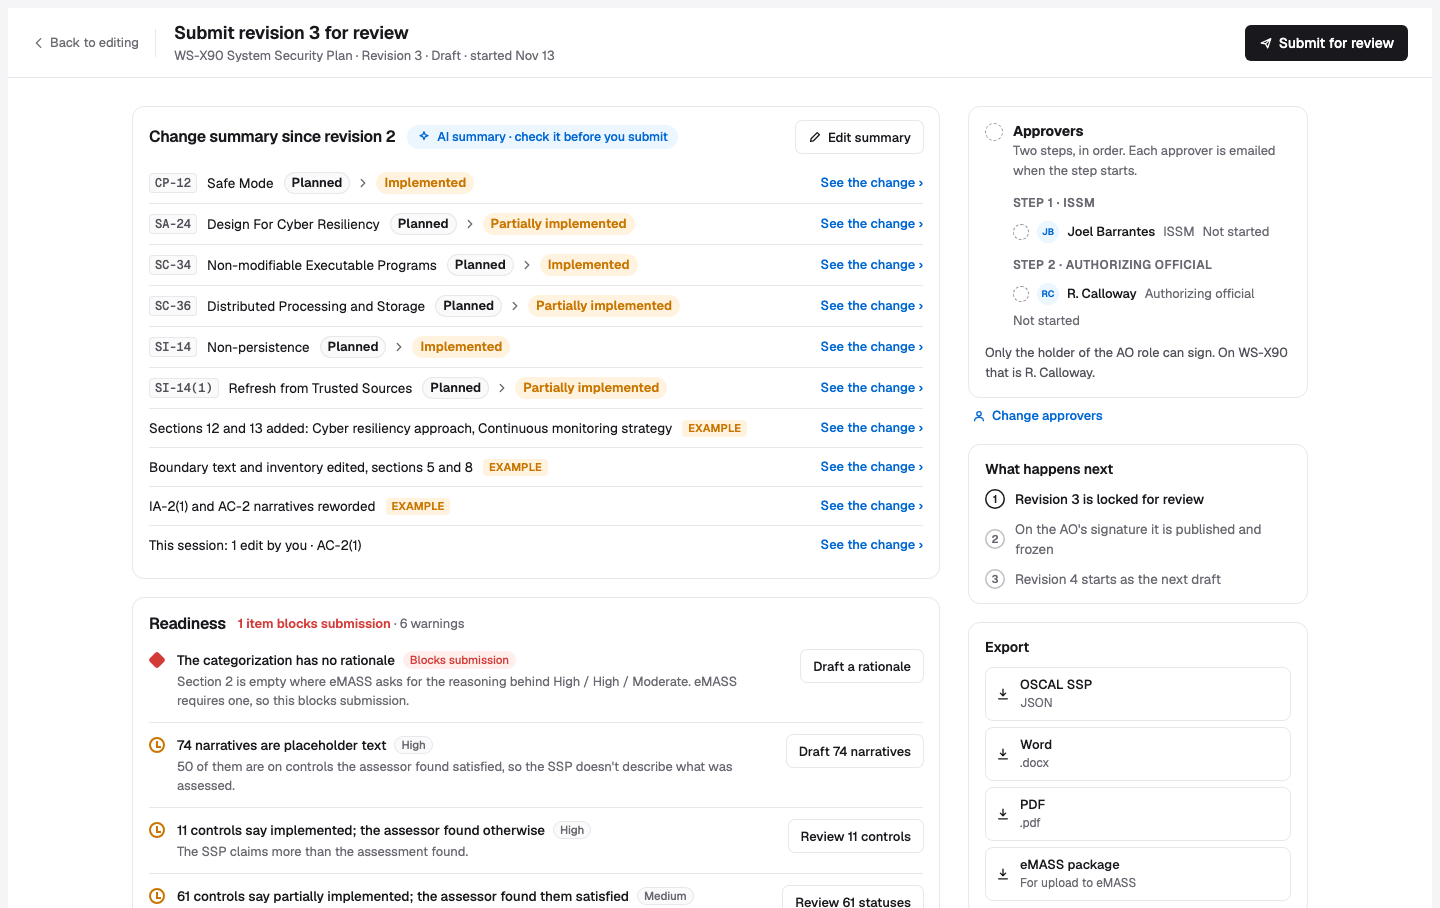 Back to editing
Submit revision 3 for review
WS-X90 System Security Plan · Revision 3 · Draft · started Nov 13
Submit for review
Change summary since revision 2
AI summary · check it before you submit
Edit summary
CP-12 Safe Mode Planned > Implemented See the change ›
SA-24 Design For Cyber Resiliency Planned > Partially implemented See the change ›
SC-34 Non-modifiable Executable Programs Planned > Implemented See the change ›
SC-36 Distributed Processing and Storage Planned > Partially implemented See the change ›
SI-14 Non-persistence Planned > Implemented See the change ›
SI-14(1) Refresh from Trusted Sources Planned > Partially implemented See the change ›
Sections 12 and 13 added: Cyber resiliency approach, Continuous monitoring strategy EXAMPLE See the change ›
Boundary text and inventory edited, sections 5 and 8 EXAMPLE See the change ›
IA-2(1) and AC-2 narratives reworded EXAMPLE See the change ›
This session: 1 edit by you · AC-2(1) See the change ›
Readiness 1 item blocks submission · 6 warnings
The categorization has no rationale Blocks submission
Section 2 is empty where eMASS asks for the reasoning behind High / High / Moderate. eMASS
requires one, so this blocks submission.
Draft a rationale
74 narratives are placeholder text High
50 of them are on controls the assessor found satisfied, so the SSP doesn't describe what was
assessed.
Draft 74 narratives
11 controls say implemented; the assessor found otherwise High
The SSP claims more than the assessment found.
Review 11 controls
61 controls say partially implemented; the assessor found them satisfied Medium
Review 61 statuses
Approvers
Two steps, in order. Each approver is emailed
when the step starts.
STEP 1 · ISSM
JB Joel Barrantes ISSM Not started
STEP 2 · AUTHORIZING OFFICIAL
RC R. Calloway Authorizing official
Not started
Only the holder of the AO role can sign. On WS-X90
that is R. Calloway.
Change approvers
What happens next
1 Revision 3 is locked for review
2 On the AO's signature it is published and
frozen
3 Revision 4 starts as the next draft
Export
OSCAL SSP
JSON
Word
.docx
PDF
.pdf
eMASS package
For upload to eMASS